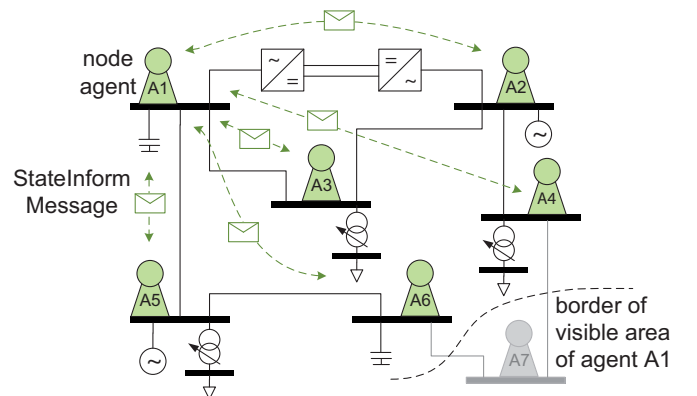 node
agent
A1
~
=
=
~
A2
~
StateInform
Message
A3
A4
A5
~
A6
border of
visible area
of agent A1
A7